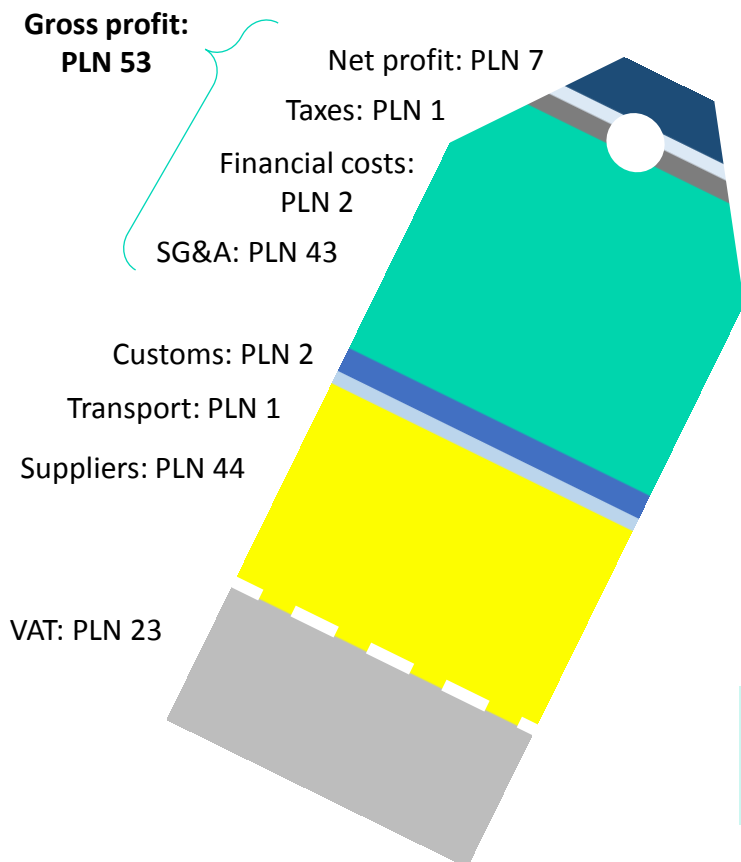 Gross profit:
PLN 53
Net profit: PLN 7
Taxes: PLN 1
Financial costs:
PLN 2
SG&A: PLN 43
Customs: PLN 2
Transport: PLN 1
Suppliers: PLN 44
VAT: PLN 23